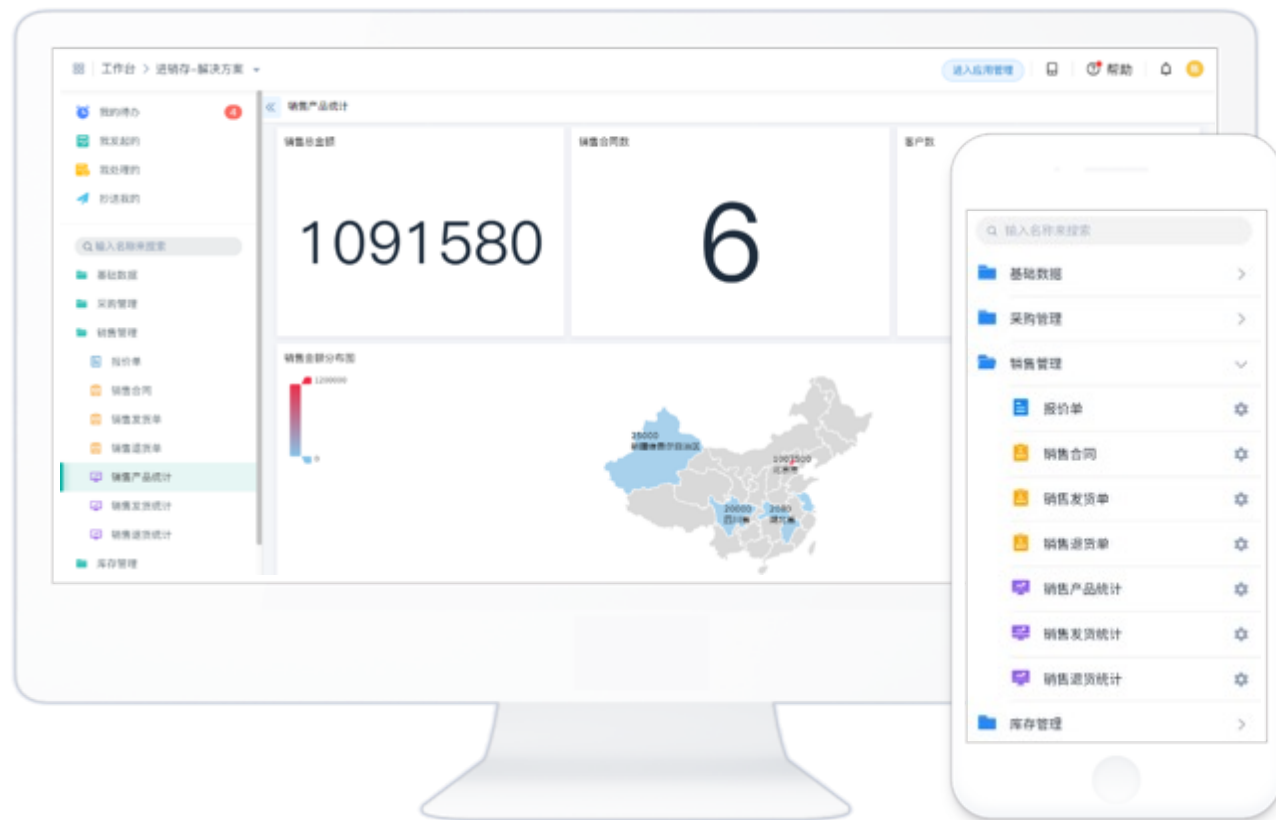 工作台 > 进销存-解决方案
进入应用管理
帮助
我的待办 4
我发起的
我处理的
抄送我的
输入名称来搜索
基础数据
采购管理
销售管理
报价单
销售合同
销售发货单
销售退货单
销售产品统计
销售发货统计
销售退货统计
库存管理
销售产品统计
销售总金额
1091580
销售合同数
6
客户数
销售金额分布图
1200000
0
25000
新疆维吾尔自治区
北京市
20000
四川省
湖北省
输入名称来搜索
基础数据
采购管理
销售管理
报价单
销售合同
销售发货单
销售退货单
销售产品统计
销售发货统计
销售退货统计
库存管理